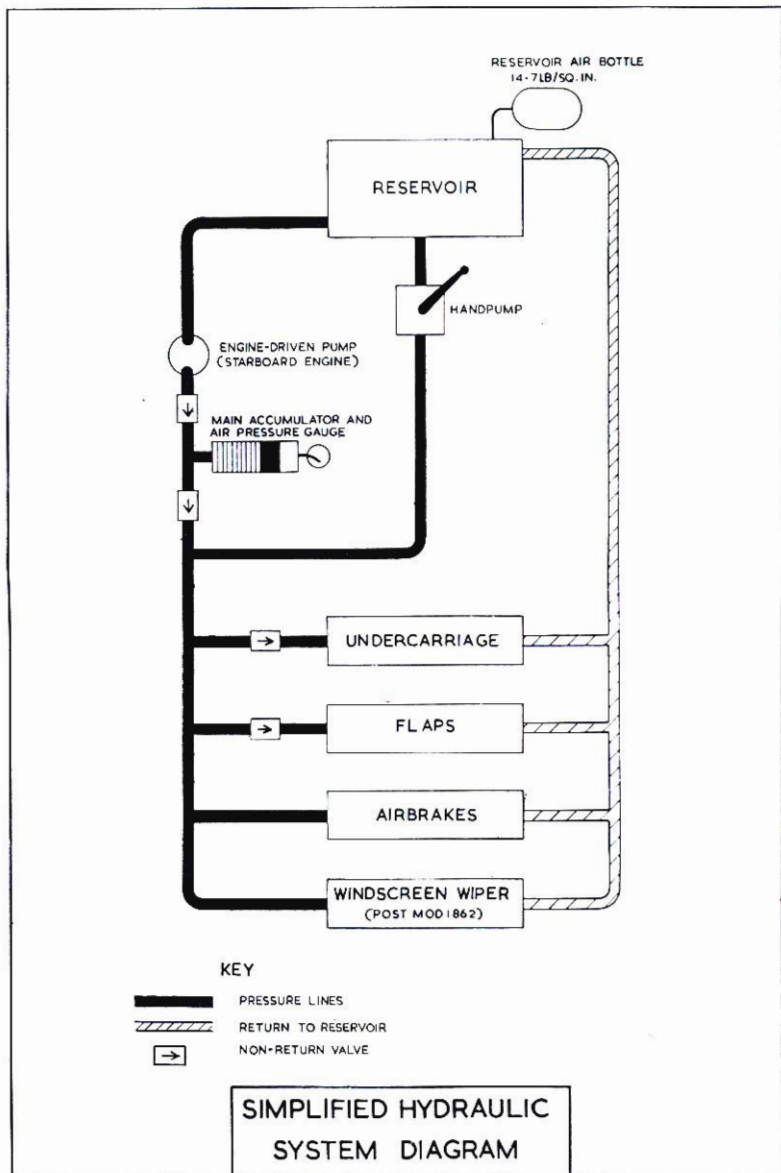 RESERVOIR AIR BOTTLE
14·7LB/SQ.IN.
RESERVOIR
HANDPUMP
ENGINE-DRIVEN PUMP
(STARBOARD ENGINE)
MAIN ACCUMULATOR AND
AIR PRESSURE GAUGE
UNDERCARRIAGE
FLAPS
AIRBRAKES
WINDSCREEN WIPER
(POST MOD 1862)
KEY
PRESSURE LINES
RETURN TO RESERVOIR
NON-RETURN VALVE
SIMPLIFIED HYDRAULIC
SYSTEM DIAGRAM